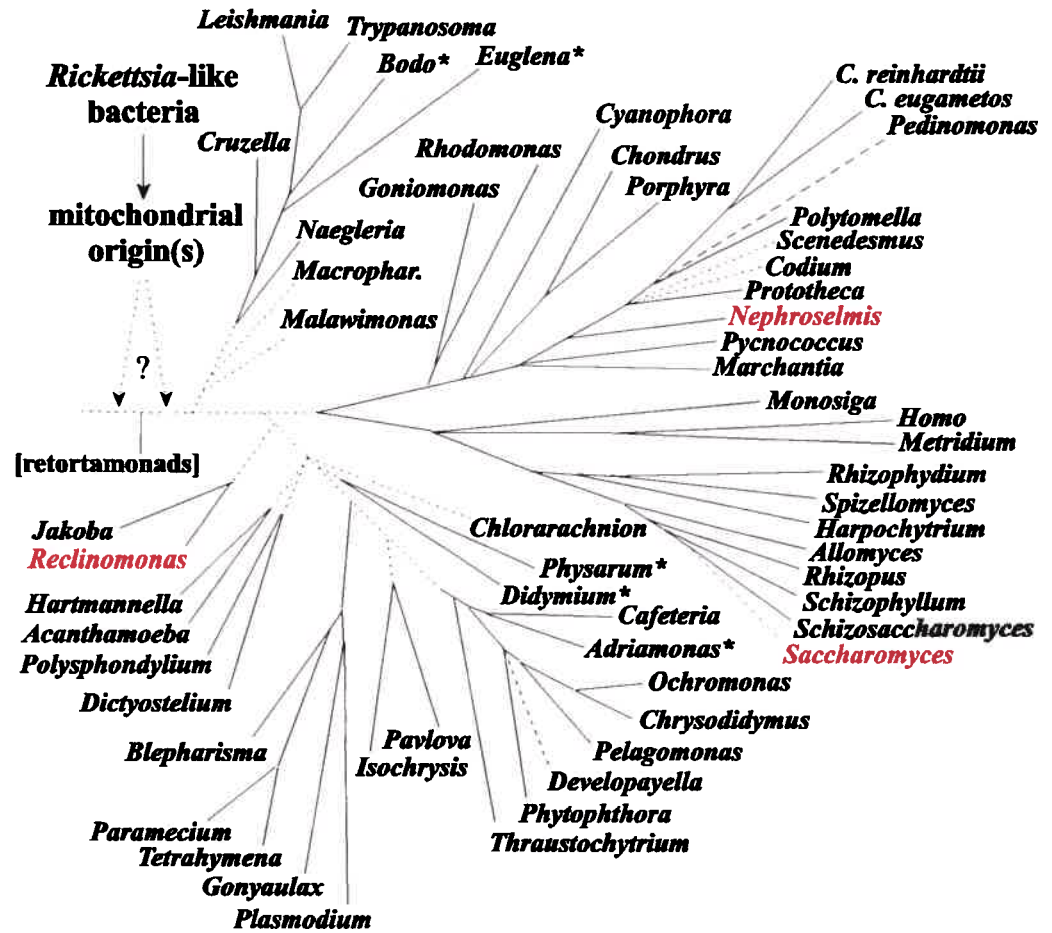 Leishmania
Trypanosoma
Bodo*
Euglena*
Rickettsia-like
bacteria
Cruzella
mitochondrial
origin(s)
Naegleria
Macrophar.
Malawimonas
?
[retortamonads]
Goniomonas
Rhodomonas
Cyanophora
Chondrus
Porphyra
C. reinhardtii
C. eugametos
Pedinomonas
Polytomella
Scenedesmus
Codium
Prototheca
Nephroselmis
Pycnococcus
Marchantia
Monosiga
Homo
Metridium
Rhizophydium
Spizellomyces
Harpochytrium
Allomyces
Rhizopus
Schizophyllum
Schizosaccharomyces
Saccharomyces
Jakoba
Reclinomonas
Hartmannella
Acanthamoeba
Polysphondylium
Dictyostelium
Blepharisma
Paramecium
Tetrahymena
Gonyaulax
Plasmodium
Pavlova
Isochrysis
Chlorarachnion
Physarum*
Didymium*
Cafeteria
Adriamonas*
Ochromonas
Chrysodidymus
Pelagomonas
Developayella
Phytophthora
Thraustochytrium